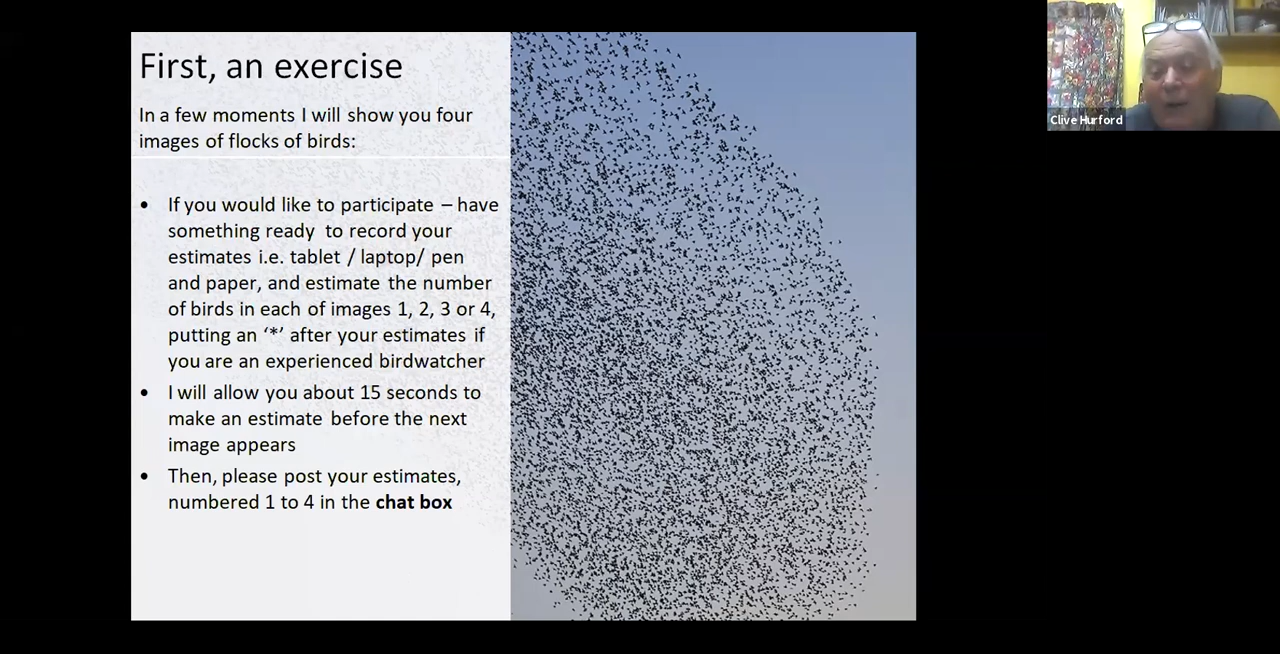 First, an exercise
In a few moments I will show you four
images of flocks of birds:
• If you would like to participate – have
something ready to record your
estimates i.e. tablet / laptop/ pen
and paper, and estimate the number
of birds in each of images 1, 2, 3 or 4,
putting an ‘*’ after your estimates if
you are an experienced birdwatcher
• I will allow you about 15 seconds to
make an estimate before the next
image appears
• Then, please post your estimates,
numbered 1 to 4 in the chat box
Clive Hurford